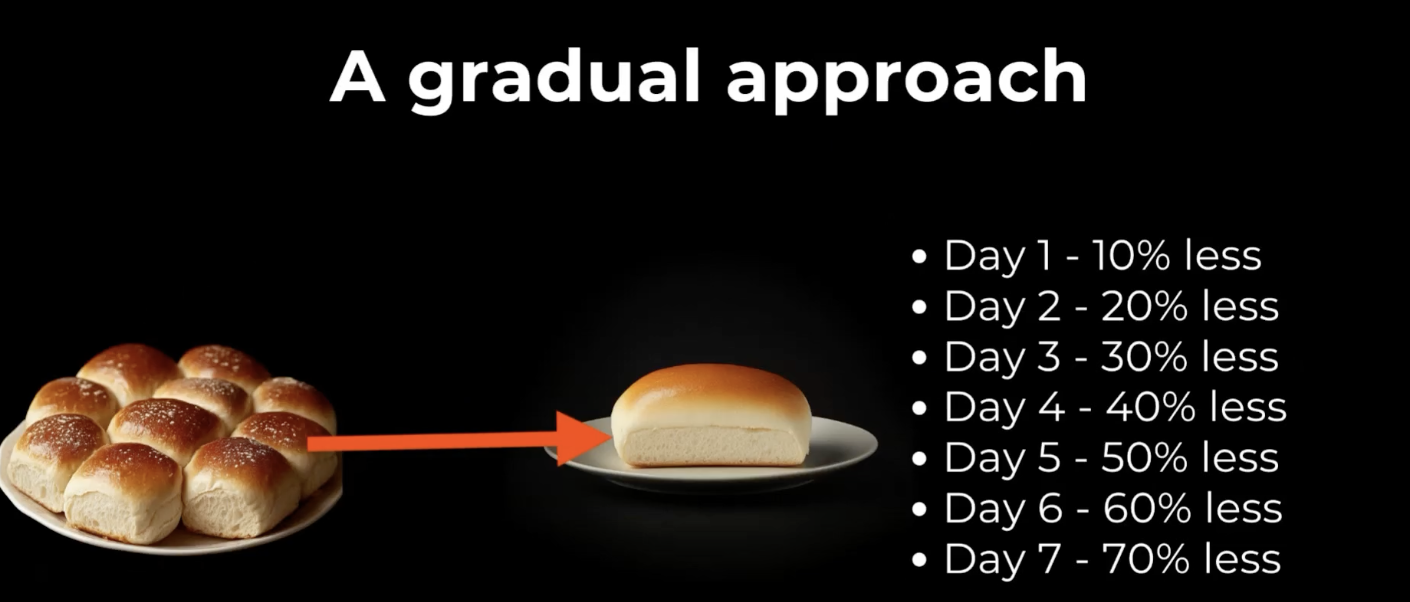 A gradual approach
• Day 1 - 10% less
• Day 2 - 20% less
• Day 3 - 30% less
• Day 4 - 40% less
• Day 5 - 50% less
• Day 6 - 60% less
• Day 7 - 70% less